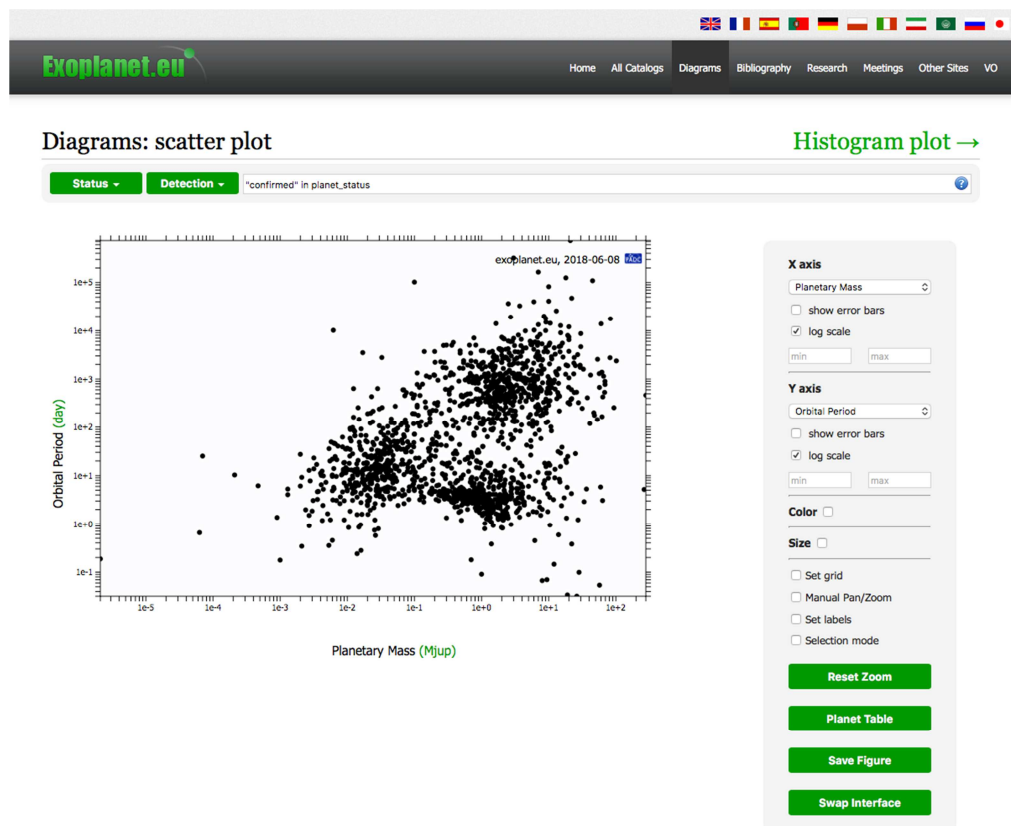 Exoplanet.eu
Home All Catalogs Diagrams Bibliography Research Meetings Other Sites VO
Diagrams: scatter plot
Histogram plot →
Status Detection "confirmed" in planet_status ?
exoplanet.eu, 2018-06-08 PADC
1e+5
1e+4
1e+3
1e+2
1e+1
1e+0
1e-1
Orbital Period (day)
1e-5 1e-4 1e-3 1e-2 1e-1 1e+0 1e+1 1e+2
Planetary Mass (Mjup)
X axis
Planetary Mass
show error bars
log scale
min max
Y axis
Orbital Period
show error bars
log scale
min max
Color
Size
Set grid
Manual Pan/Zoom
Set labels
Selection mode
Reset Zoom
Planet Table
Save Figure
Swap Interface